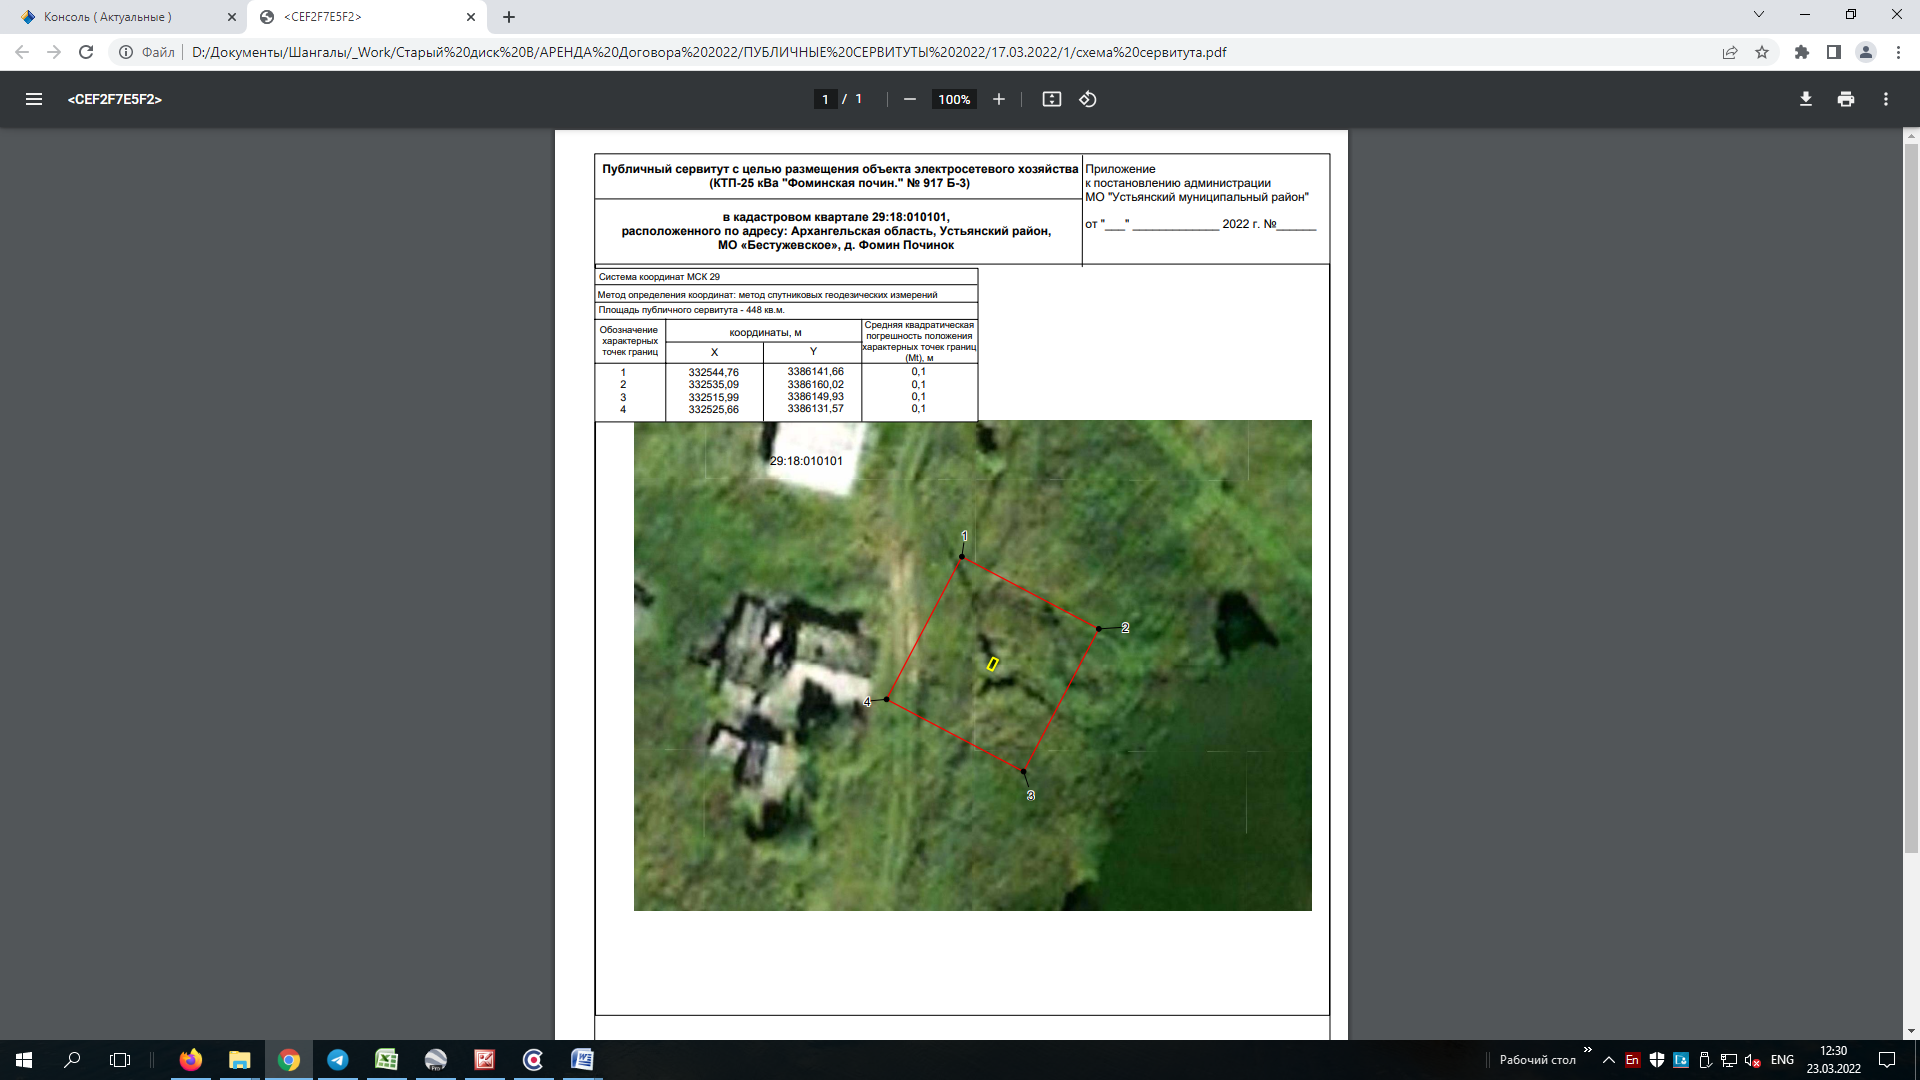 Консоль ( Актуальные )
<CEF2F7E5F2>
Файл
D:/Документы/Шангалы/_Work/Старый%20диск%20B/АРЕНДА%20Договора%202022/ПУБЛИЧНЫЕ%20СЕРВИТУТЫ%202022/17.03.2022/1/схема%20сервитута.pdf
<CEF2F7E5F2>
1 / 1
100%
Публичный сервитут с целью размещения объекта электросетевого хозяйства
(КТП-25 кВа "Фоминская почин." № 917 Б-3)
в кадастровом квартале 29:18:010101,
расположенного по адресу: Архангельская область, Устьянский район,
МО «Бестужевское», д. Фомин Починок
Приложение
к постановлению администрации
МО "Устьянский муниципальный район"
от "___" _____________ 2022 г. №______
Система координат МСК 29
Метод определения координат: метод спутниковых геодезических измерений
Площадь публичного сервитута - 448 кв.м.
Обозначение
характерных
точек границ
координаты, м
X
Y
Средняя квадратическая
погрешность положения
характерных точек границ
(Mt), м
1 332544,76 3386141,66 0,1
2 332535,09 3386160,02 0,1
3 332515,99 3386149,93 0,1
4 332525,66 3386131,57 0,1
29:18:010101
1
2
4
3
Рабочий стол
En
ENG
12:30
23.03.2022